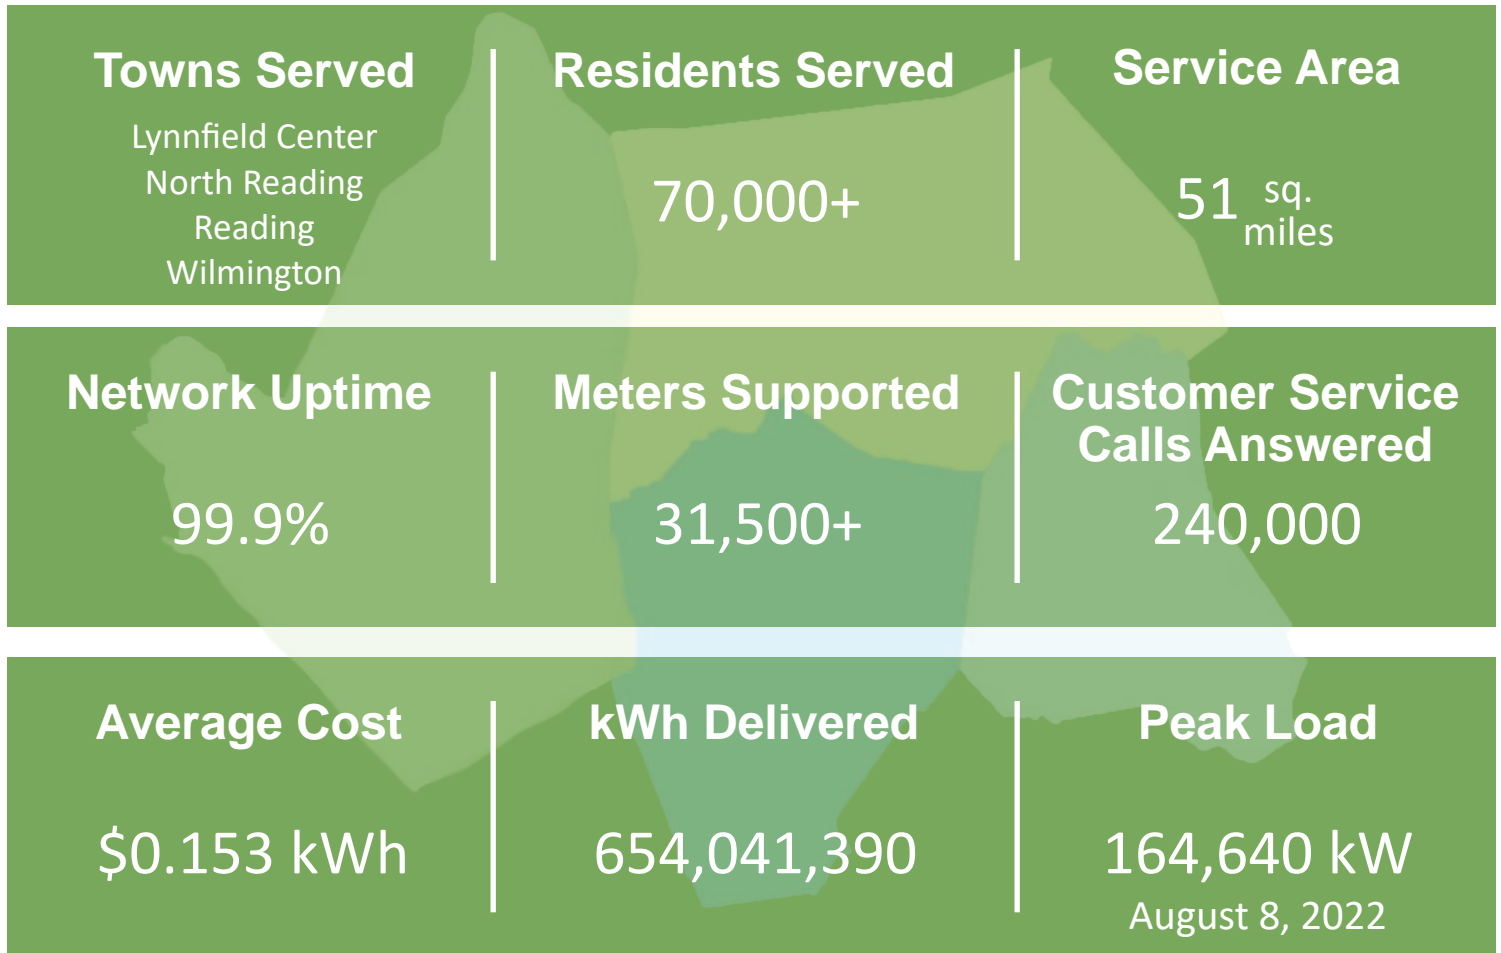 Towns Served
Lynnfield Center
North Reading
Reading
Wilmington
Residents Served
70,000+
Service Area
51 sq.
miles
Network Uptime
99.9%
Meters Supported
31,500+
Customer Service
Calls Answered
240,000
Average Cost
$0.153 kWh
kWh Delivered
654,041,390
Peak Load
164,640 kW
August 8, 2022